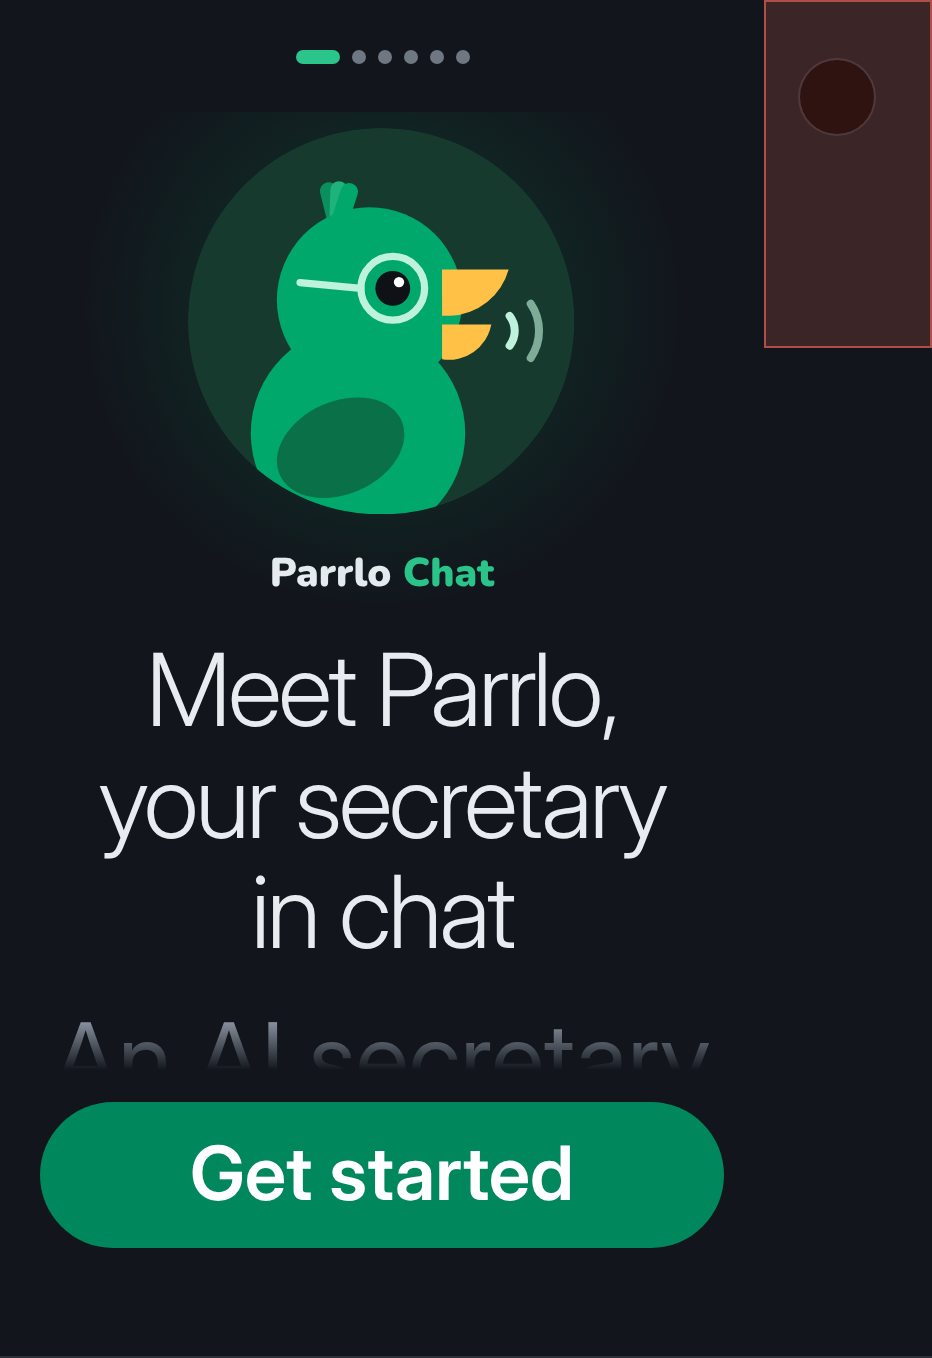 Parrlo Chat
Meet Parrlo,
your secretary
in chat
An AI secretary
Get started